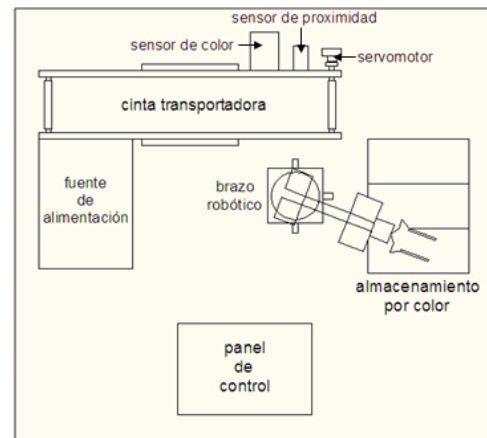 sensor de proximidad
sensor de color
servomotor
cinta transportadora
fuente
de
alimentación
brazo
robótico
almacenamiento
por color
panel
de
control